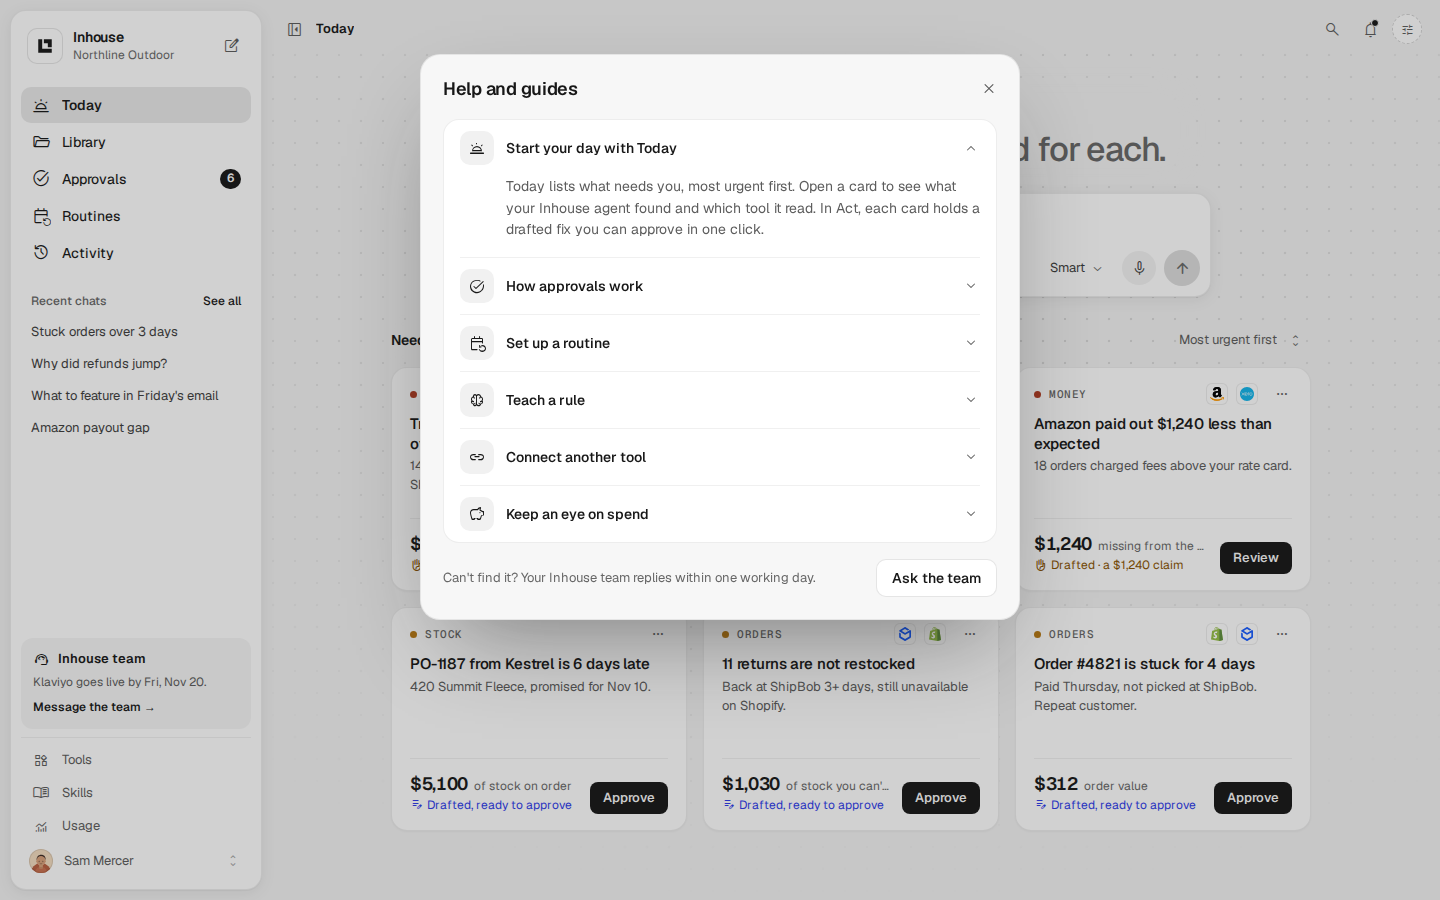 Inhouse
Northline Outdoor
Today
Library
Approvals
6
Routines
Activity
Recent chats
See all
Stuck orders over 3 days
Why did refunds jump?
What to feature in Friday's email
Amazon payout gap
Inhouse team
Klaviyo goes live by Fri, Nov 20.
Message the team →
Tools
Skills
Usage
Sam Mercer
Today
for each.
Smart
Most urgent first
Help and guides
Start your day with Today
Today lists what needs you, most urgent first. Open a card to see what
your Inhouse agent found and which tool it read. In Act, each card holds a
drafted fix you can approve in one click.
How approvals work
Set up a routine
Teach a rule
Connect another tool
Keep an eye on spend
Can't find it? Your Inhouse team replies within one working day.
Ask the team
MONEY
Amazon paid out $1,240 less than
expected
18 orders charged fees above your rate card.
$1,240 missing from the ...
Drafted · a $1,240 claim
Review
STOCK
PO-1187 from Kestrel is 6 days late
420 Summit Fleece, promised for Nov 10.
$5,100 of stock on order
Drafted, ready to approve
Approve
ORDERS
11 returns are not restocked
Back at ShipBob 3+ days, still unavailable
on Shopify.
$1,030 of stock you can'...
Drafted, ready to approve
Approve
ORDERS
Order #4821 is stuck for 4 days
Paid Thursday, not picked at ShipBob.
Repeat customer.
$312 order value
Drafted, ready to approve
Approve